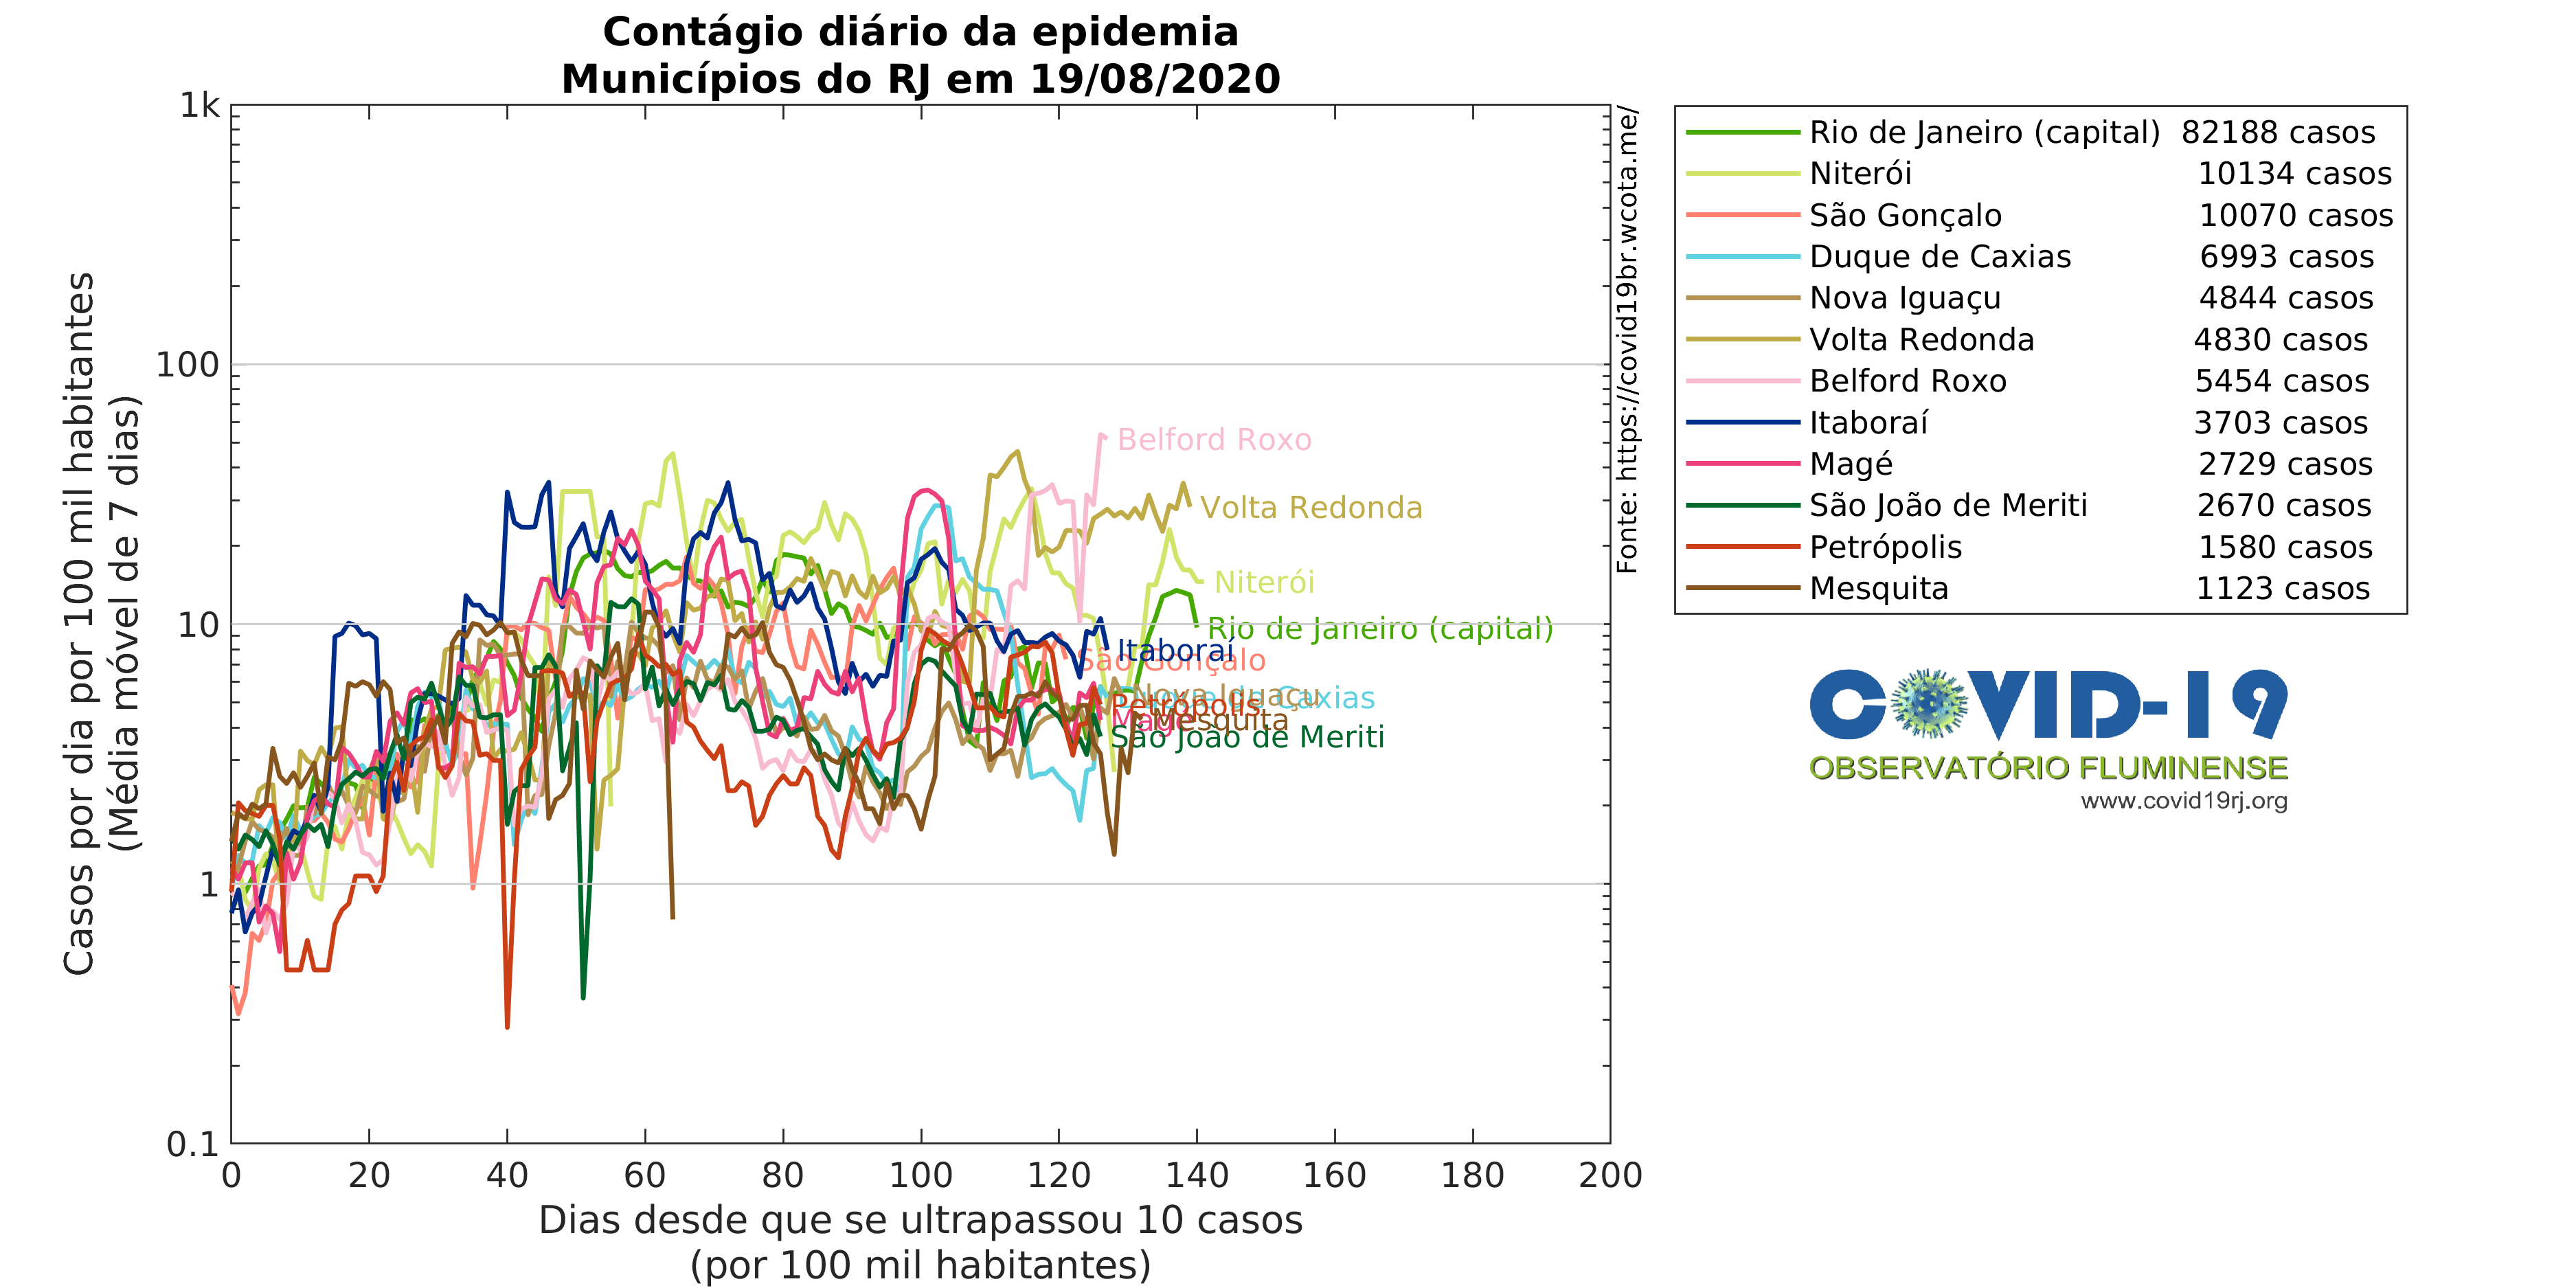 Contágio diário da epidemia
Municípios do RJ em 19/08/2020
Casos por dia por 100 mil habitantes
(Média móvel de 7 dias)
1k
100
10
1
0.1
0 20 40 60 80 100 120 140 160 180 200
Dias desde que se ultrapassou 10 casos
(por 100 mil habitantes)
Belford Roxo
Volta Redonda
Niterói
Rio de Janeiro (capital)
Itaboraí
São Gonçalo
Nova Iguaçu
Duque de Caxias
Petrópolis
Mesquita
Magé
São João de Meriti
Fonte: https://covid19br.wcota.me/
Rio de Janeiro (capital) 82188 casos
Niterói 10134 casos
São Gonçalo 10070 casos
Duque de Caxias 6993 casos
Nova Iguaçu 4844 casos
Volta Redonda 4830 casos
Belford Roxo 5454 casos
Itaboraí 3703 casos
Magé 2729 casos
São João de Meriti 2670 casos
Petrópolis 1580 casos
Mesquita 1123 casos
COVID-19
OBSERVATÓRIO FLUMINENSE
www.covid19rj.org